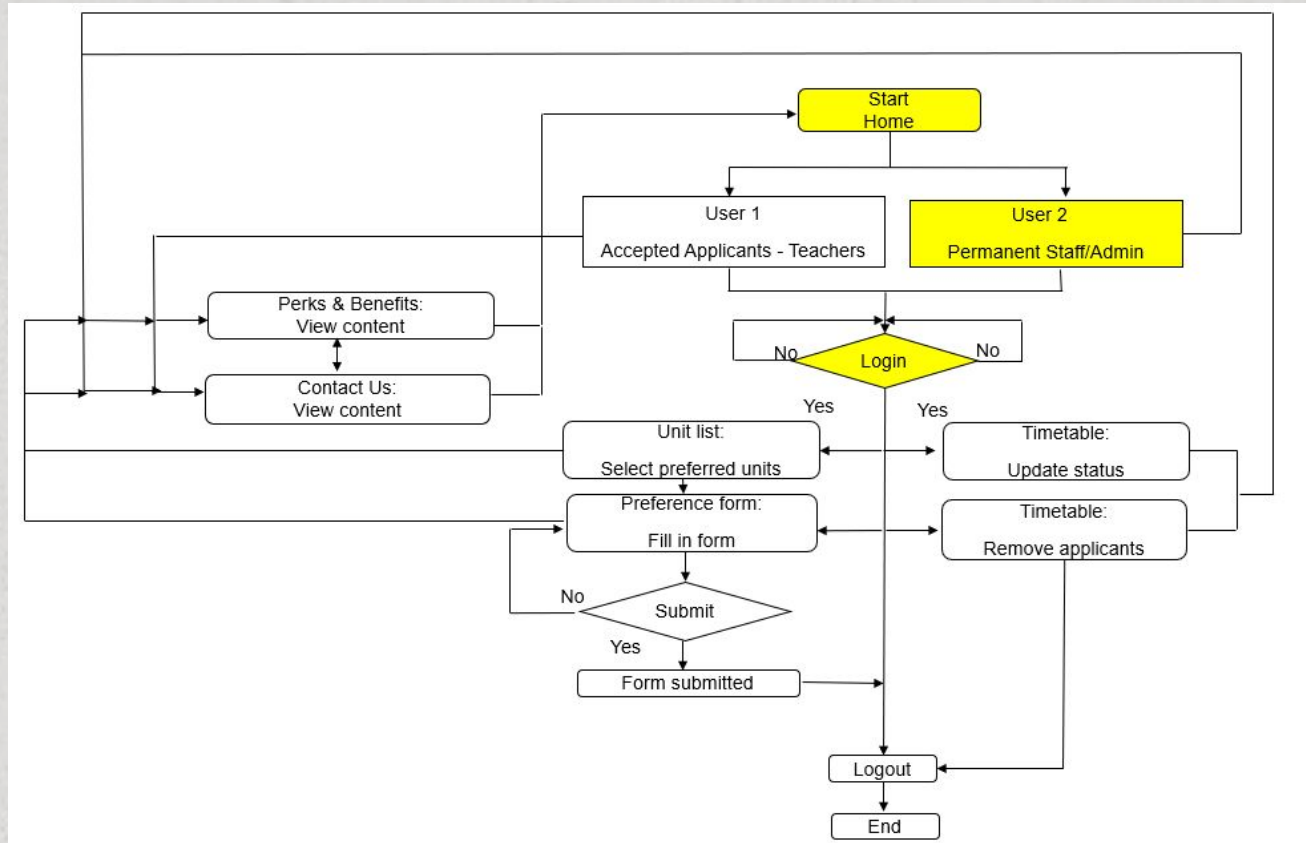 Start
Home
User 1
Accepted Applicants - Teachers
User 2
Permanent Staff/Admin
Perks & Benefits:
View content
Contact Us:
View content
No
Login
No
Yes
Yes
Unit list:
Select preferred units
Timetable:
Update status
Preference form:
Fill in form
Timetable:
Remove applicants
No
Submit
Yes
Form submitted
Logout
End